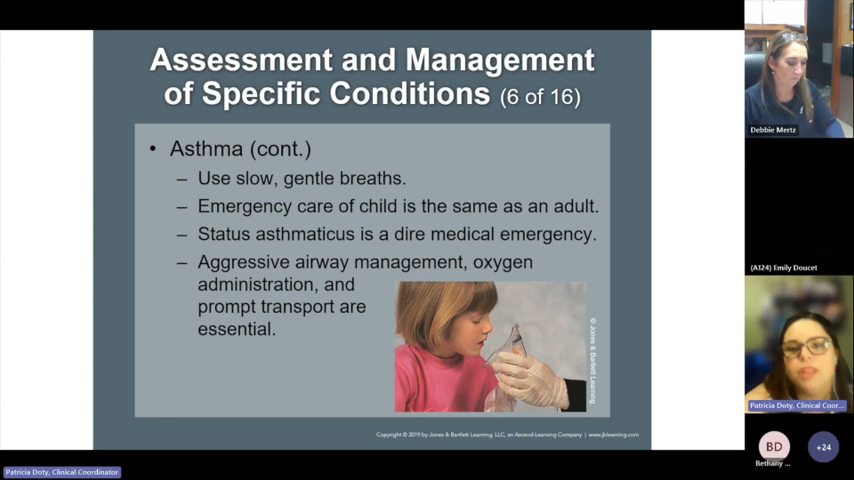 Assessment and Management
of Specific Conditions (6 of 16)
• Asthma (cont.)
– Use slow, gentle breaths.
– Emergency care of child is the same as an adult.
– Status asthmaticus is a dire medical emergency.
– Aggressive airway management, oxygen
administration, and
prompt transport are
essential.
© Jones & Bartlett Learning
Copyright © 2019 by Jones & Bartlett Learning, LLC, an Ascend Learning Company | www.jblearning.com
Debbie Mertz
(A124) Emily Doucet
Patricia Doty, Clinical Coor...
BD
+24
Bethany ...
Patricia Doty, Clinical Coordinator